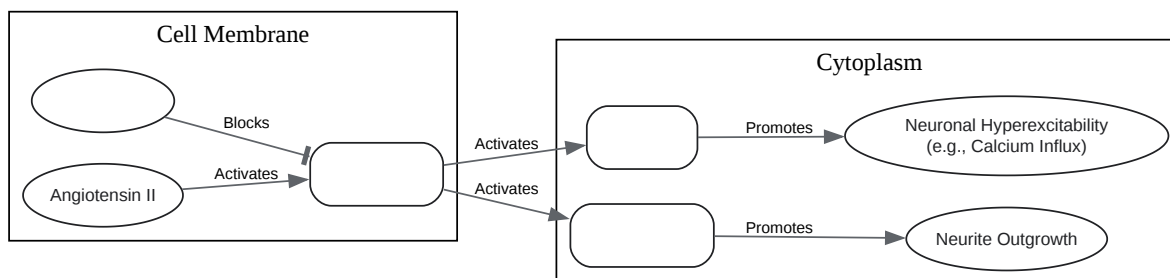 Cell Membrane
Cytoplasm
Blocks
Angiotensin II
Activates
Activates
Activates
Promotes
Neuronal Hyperexcitability
(e.g., Calcium Influx)
Promotes
Neurite Outgrowth